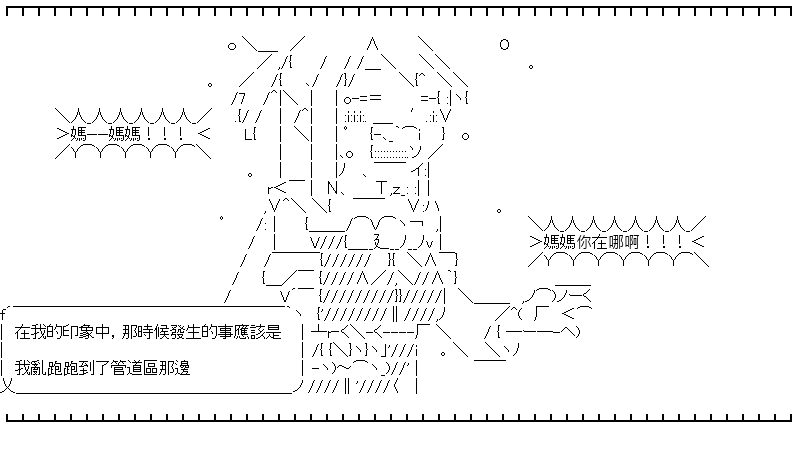 媽——媽媽！！！
媽媽你在哪啊！！！
在我的印象中，那時候發生的事應該是
我亂跑跑到了管道區那邊